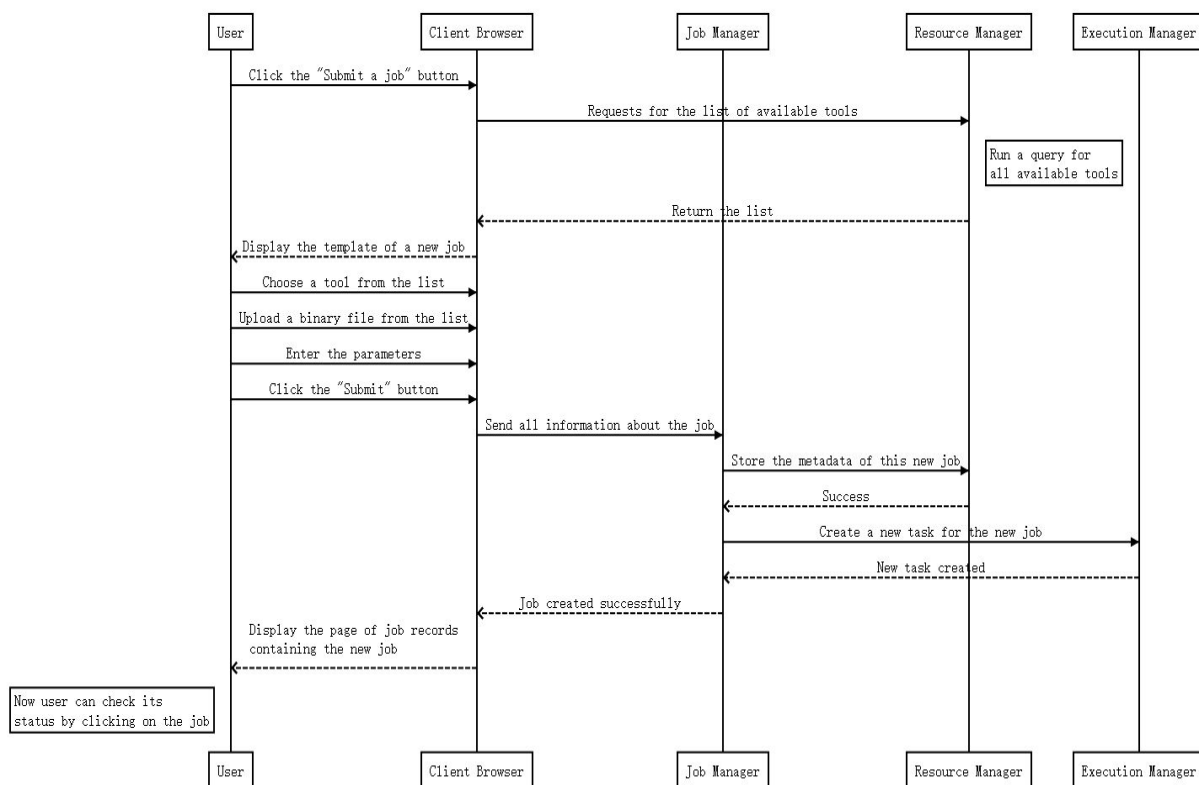 User
Client Browser
Job Manager
Resource Manager
Execution Manager
Click the "Submit a job" button
Requests for the list of available tools
Run a query for
all available tools
Return the list
Display the template of a new job
Choose a tool from the list
Upload a binary file from the list
Enter the parameters
Click the "Submit" button
Send all information about the job
Store the metadata of this new job
Success
Create a new task for the new job
New task created
Job created successfully
Display the page of job records
containing the new job
Now user can check its
status by clicking on the job
User
Client Browser
Job Manager
Resource Manager
Execution Manager